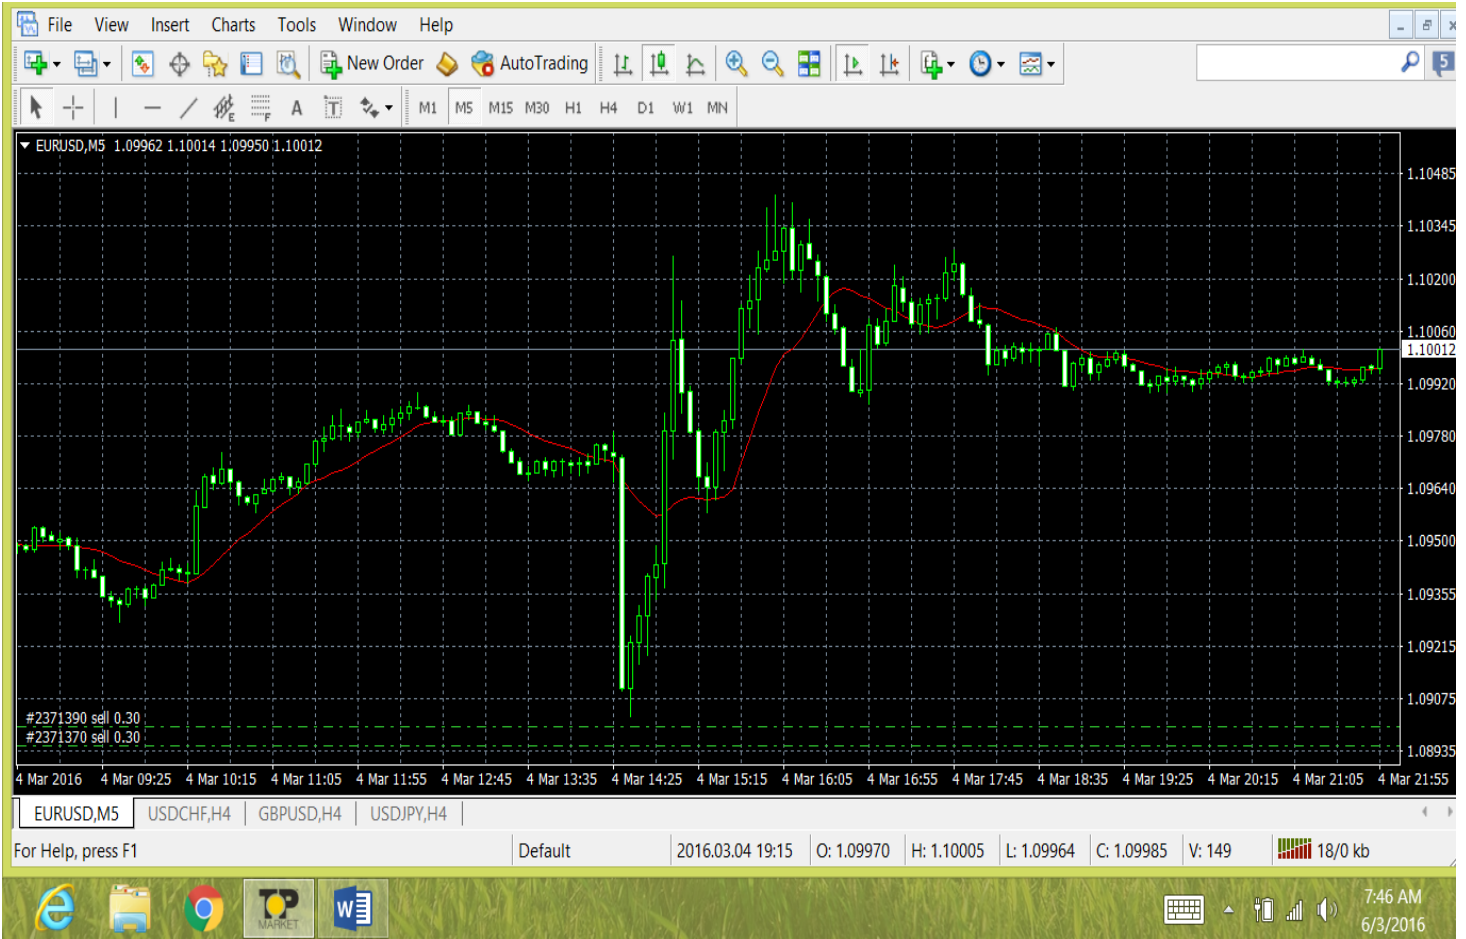 File View Insert Charts Tools Window Help
New Order AutoTrading
5
E F A T
M1 M5 M15 M30 H1 H4 D1 W1 MN
EURUSD,M5 1.09962 1.10014 1.09950 1.10012
1.10485
1.10345
1.10200
1.10060
1.10012
1.09920
1.09780
1.09640
1.09500
1.09355
1.09215
1.09075
#2371390 sell 0.30
#2371370 sell 0.30
1.08935
4 Mar 2016 4 Mar 09:25 4 Mar 10:15 4 Mar 11:05 4 Mar 11:55 4 Mar 12:45 4 Mar 13:35 4 Mar 14:25 4 Mar 15:15 4 Mar 16:05 4 Mar 16:55 4 Mar 17:45 4 Mar 18:35 4 Mar 19:25 4 Mar 20:15 4 Mar 21:05 4 Mar 21:55
EURUSD,M5 USDCHF,H4 GBPUSD,H4 USDJPY,H4
For Help, press F1 Default 2016.03.04 19:15 O: 1.09970 H: 1.10005 L: 1.09964 C: 1.09985 V: 149 18/0 kb
TOP
MARKET
W
7:46 AM
6/3/2016